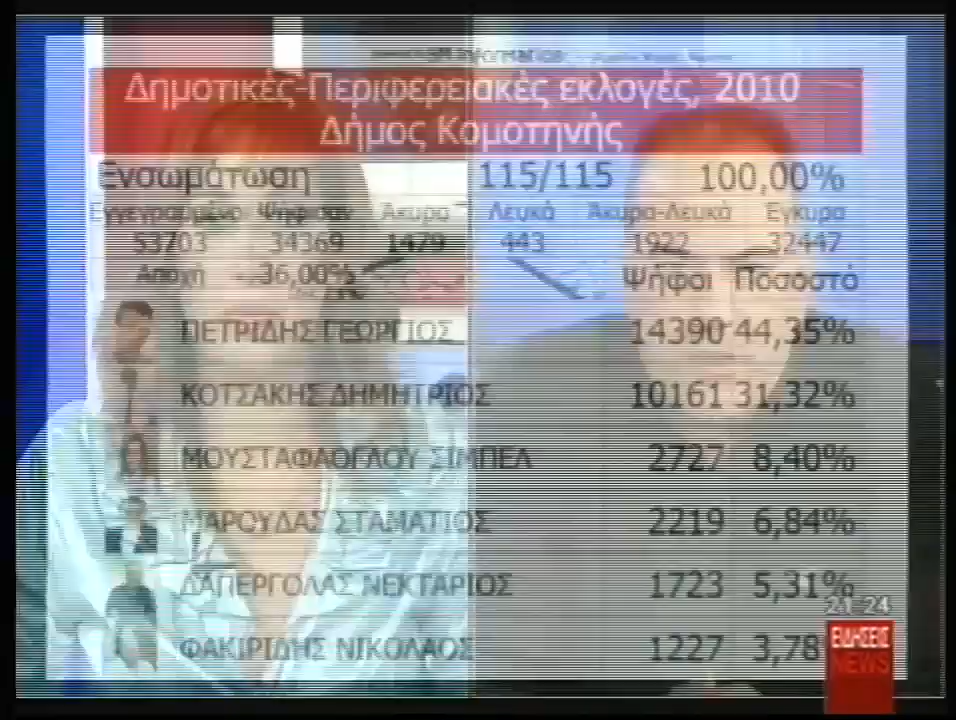 Δημοτικές-Περιφερειακές εκλογές, 2010
Δήμος Κομοτηνής
Ενσωμάτωση 115/115 100,00%
Εγγεγραμμένοι Ψήφισαν Άκυρα Λευκά Άκυρα-Λευκά Έγκυρα
53703 34369 1479 443 1922 32447
Αποχή 36,00% Ψήφοι Ποσοστό
ΠΕΤΡΙΔΗΣ ΓΕΩΡΓΙΟΣ 14390 44,35%
ΚΟΤΣΑΚΗΣ ΔΗΜΗΤΡΙΟΣ 10161 31,32%
ΜΟΥΣΤΑΦΑΟΓΛΟΥ ΣΙΜΠΕΛ 2727 8,40%
ΜΑΡΟΥΔΑΣ ΣΤΑΜΑΤΙΟΣ 2219 6,84%
ΔΑΠΕΡΓΟΛΑΣ ΝΕΚΤΑΡΙΟΣ 1723 5,31%
ΦΑΚΙΡΙΔΗΣ ΝΙΚΟΛΑΟΣ 1227 3,78
21 24
ΕΙΔΗΣΕΙΣ
NEWS